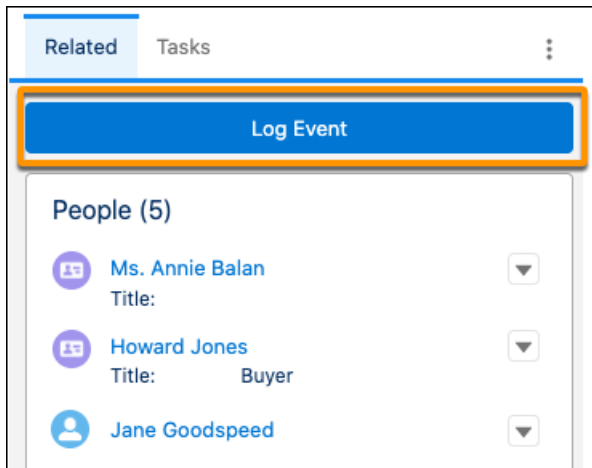 Related Tasks
Log Event
People (5)
Ms. Annie Balan
Title:
Howard Jones
Title: Buyer
Jane Goodspeed